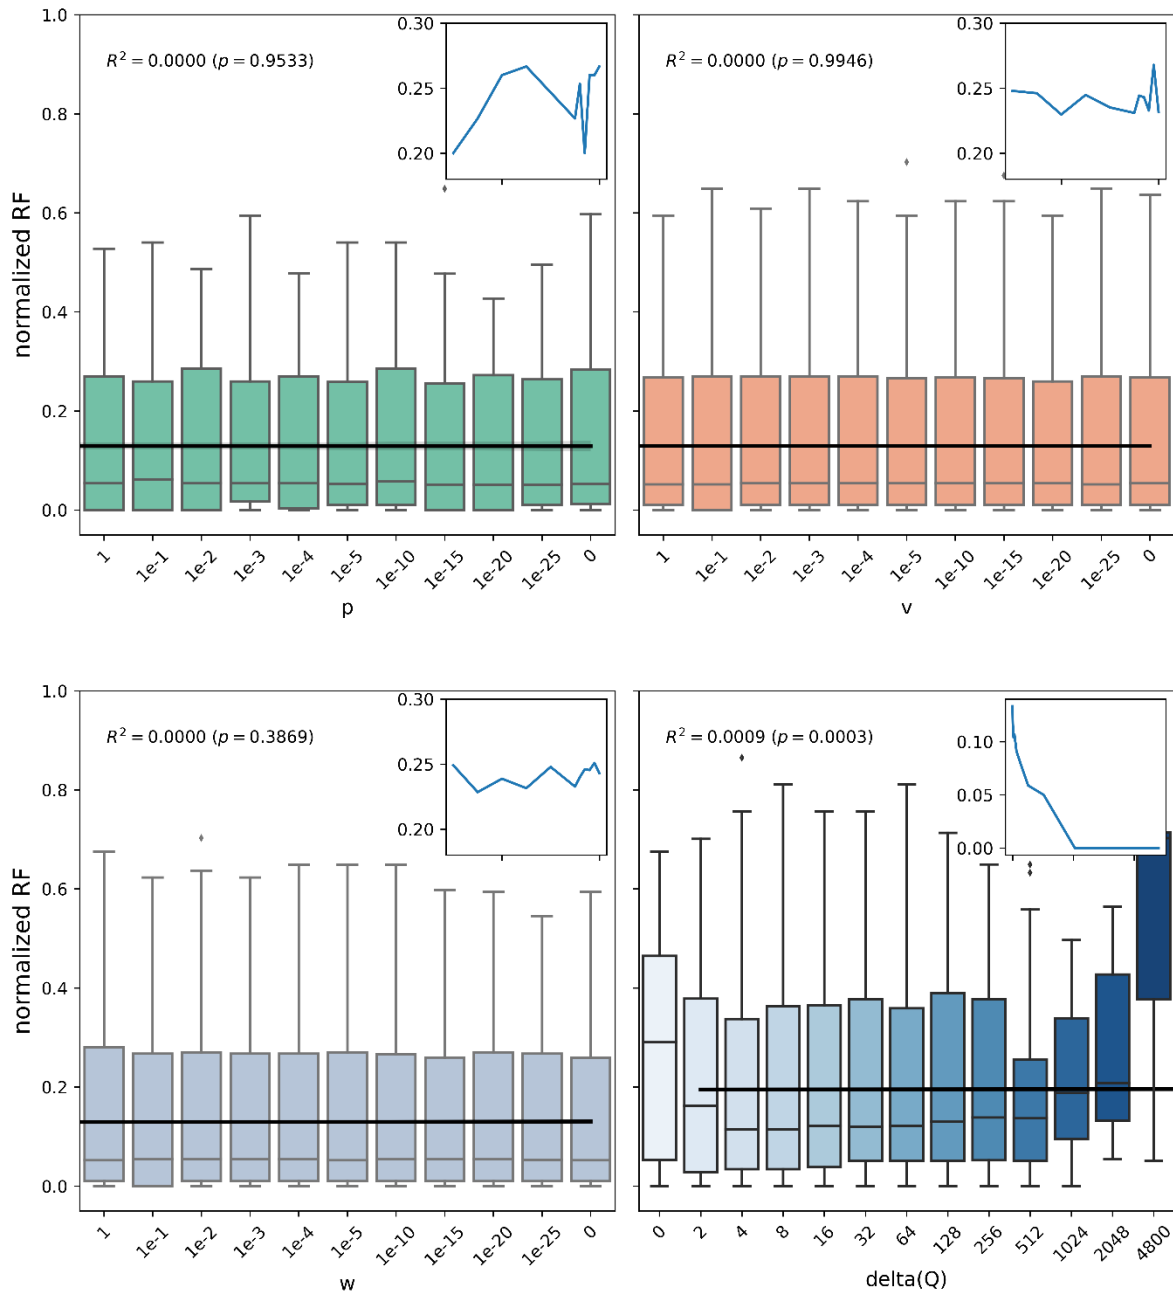 1.0
0.8
0.6
0.4
0.2
0.0
normalized RF
R² = 0.0000 (p = 0.9533)
0.30
0.25
0.20
1 1e-1 1e-2 1e-3 1e-4 1e-5 1e-10 1e-15 1e-20 1e-25 0
p
R² = 0.0000 (p = 0.9946)
0.30
0.25
0.20
1 1e-1 1e-2 1e-3 1e-4 1e-5 1e-10 1e-15 1e-20 1e-25 0
v
1.0
0.8
0.6
0.4
0.2
0.0
normalized RF
R² = 0.0000 (p = 0.3869)
0.30
0.25
0.20
1 1e-1 1e-2 1e-3 1e-4 1e-5 1e-10 1e-15 1e-20 1e-25 0
w
R² = 0.0009 (p = 0.0003)
0.10
0.05
0.00
0 2 4 8 16 32 64 128 256 512 1024 2048 4800
delta(Q)